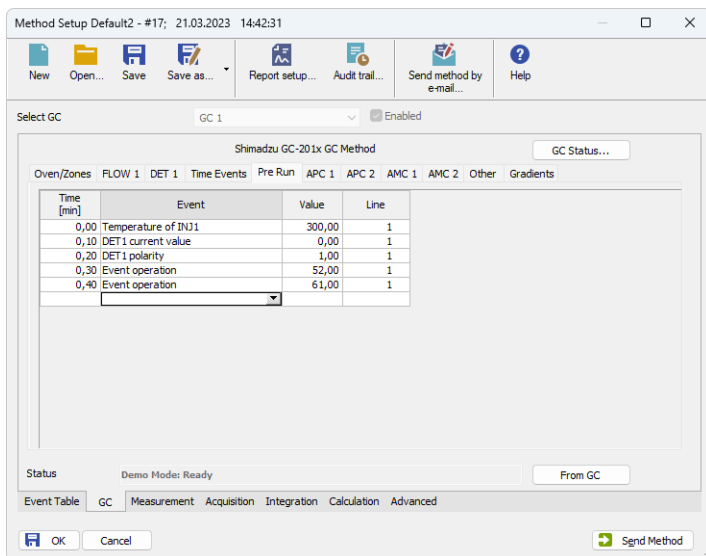 Method Setup Default2 - #17; 21.03.2023 14:42:31
New Open... Save Save as... Report setup... Audit trail... Send method by e-mail... Help
Select GC GC 1 Enabled
Shimadzu GC-201x GC Method GC Status...
Oven/Zones FLOW 1 DET 1 Time Events Pre Run APC 1 APC 2 AMC 1 AMC 2 Other Gradients
Time [min] Event Value Line
0,00 Temperature of INJ1 300,00 1
0,10 DET1 current value 0,00 1
0,20 DET1 polarity 1,00 1
0,30 Event operation 52,00 1
0,40 Event operation 61,00 1
Status Demo Mode: Ready From GC
Event Table GC Measurement Acquisition Integration Calculation Advanced
OK Cancel Send Method